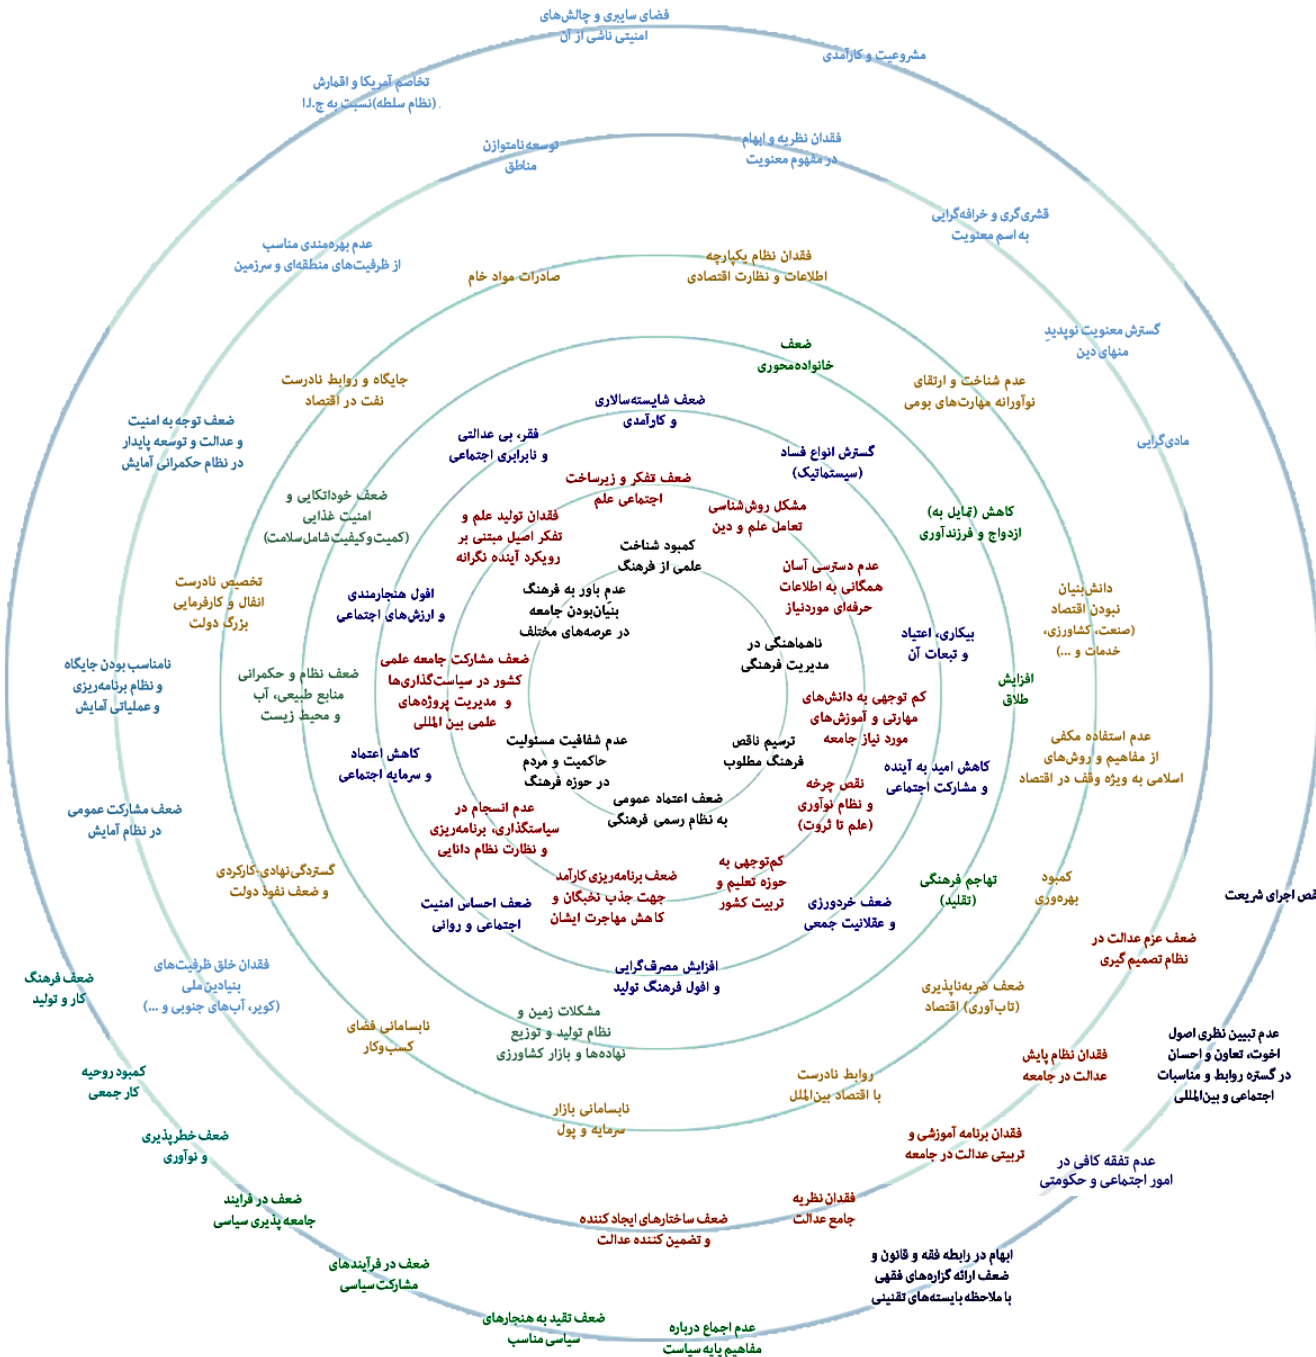 فضای سایبری و چالش‌های
امنیتی ناشی از آن
مشروعیت و کارآمدی
تخاصم آمریکا و اقمارش
(نظام سلطه)نسبت به ج.ا.ا.
توسعه نامتوازن
مناطق
فقدان نظریه و ابهام
در مفهوم معنویت
قشری‌گری و خرافه‌گرایی
به اسم معنویت
عدم بهره‌مندی مناسب
از ظرفیت‌های منطقه‌ای و سرزمین
صادرات مواد خام
فقدان نظام یکپارچه
اطلاعات و نظارت اقتصادی
گسترش معنویت نوپدیدِ
منهای دین
ضعف
خانواده‌محوری
جایگاه و روابط نادرست
نفت در اقتصاد
عدم شناخت و ارتقای
نوآورانه مهارت‌های بومی
ضعف شایسته‌سالاری
و کارآمدی
ضعف توجه به امنیت
و عدالت و توسعه پایدار
در نظام حکمرانی آمایش
فقر، بی عدالتی
و نابرابری اجتماعی
گسترش انواع فساد
(سیستماتیک)
مادی‌گرایی
ضعف تفکر و زیرساخت
اجتماعی علم
ضعف خوداتکایی و
امنیت غذایی
(کمیت‌وکیفیت‌شامل‌سلامت)
فقدان تولید علم و
تفکر اصیل مبتنی بر
رویکرد آینده نگرانه
مشکل روش‌شناسی
تعامل علم و دین
کاهش (تمایل به)
ازدواج و فرزندآوری
کمبود شناخت
علمی از فرهنگ
عدم دسترسی آسان
همگانی به اطلاعات
حرفه‌ای موردنیاز
تخصیص نادرست
انفال و کارفرمایی
بزرگ دولت
افول هنجارمندی
و ارزش‌های اجتماعی
عدم باور به فرهنگ
بنیان‌بودن جامعه
در عرصه‌های مختلف
دانش‌بنیان
نبودن اقتصاد
(صنعت، کشاورزی،
خدمات و ...)
ناهماهنگی در
مدیریت فرهنگی
بیکاری، اعتیاد
و تبعات آن
نامناسب بودن جایگاه
و نظام برنامه‌ریزی
و عملیاتی آمایش
ضعف نظام و حکمرانی
منابع طبیعی، آب
و محیط زیست
ضعف مشارکت جامعه علمی
کشور در سیاست‌گذاری‌ها
و مدیریت پروژه‌های
علمی بین المللی
افزایش
طلاق
کم توجهی به دانش‌های
مهارتی و آموزش‌های
مورد نیاز جامعه
کاهش اعتماد
و سرمایه اجتماعی
عدم شفافیت مسئولیت
حاکمیت و مردم
در حوزه فرهنگ
ترسیم ناقص
فرهنگ مطلوب
کاهش امید به آینده
و مشارکت اجتماعی
عدم استفاده مکفی
از مفاهیم و روش‌های
اسلامی به ویژه وقف در اقتصاد
ضعف مشارکت عمومی
در نظام آمایش
عدم انسجام در
سیاستگذاری، برنامه‌ریزی
و نظارت نظام دانایی
ضعف اعتماد عمومی
به نظام رسمی فرهنگی
نقص چرخه
و نظام نوآوری
(علم تا ثروت)
گستردگی‌نهادی-کارکردی
و ضعف نفوذ دولت
ضعف برنامه‌ریزی کارآمد
جهت جذب نخبگان و
کاهش مهاجرت ایشان
کم‌توجهی به
حوزه تعلیم و
تربیت کشور
تهاجم فرهنگی
(تقلید)
کمبود
بهره‌وری
ضعف احساس امنیت
اجتماعی و روانی
ضعف خردورزی
و عقلانیت جمعی
نقص اجرای شریعت
ضعف عزم عدالت در
نظام تصمیم گیری
فقدان خلق ظرفیت‌های
بنیادین‌ملی
(کویر، آب‌های جنوبی و ...)
افزایش مصرف‌گرایی
و افول فرهنگ تولید
ضعف ضربه‌ناپذیری
(تاب‌آوری) اقتصاد
ضعف فرهنگ
کار و تولید
مشکلات زمین و
نظام تولید و توزیع
نهاده‌ها و بازار کشاورزی
نابسامانی فضای
کسب‌وکار
عدم تبیین نظری اصول
اخوت، تعاون و احسان
در گستره روابط و مناسبات
اجتماعی و بین‌المللی
فقدان نظام پایش
عدالت در جامعه
روابط نادرست
با اقتصاد بین‌الملل
کمبود روحیه
کار جمعی
نابسامانی بازار
سرمایه و پول
ضعف خطرپذیری
و نوآوری
فقدان برنامه آموزشی و
تربیتی عدالت در جامعه
عدم تفقه کافی در
امور اجتماعی و حکومتی
ضعف در فرایند
جامعه پذیری سیاسی
فقدان نظریه
جامع عدالت
ضعف ساختارهای ایجاد کننده
و تضمین کننده عدالت
ضعف در فرآیندهای
مشارکت سیاسی
ابهام در رابطه فقه و قانون و
ضعف ارائه گزاره‌های فقهی
با ملاحظه بایسته‌های تقنینی
ضعف تقید به هنجارهای
سیاسی مناسب
عدم اجماع درباره
مفاهیم پایه سیاست